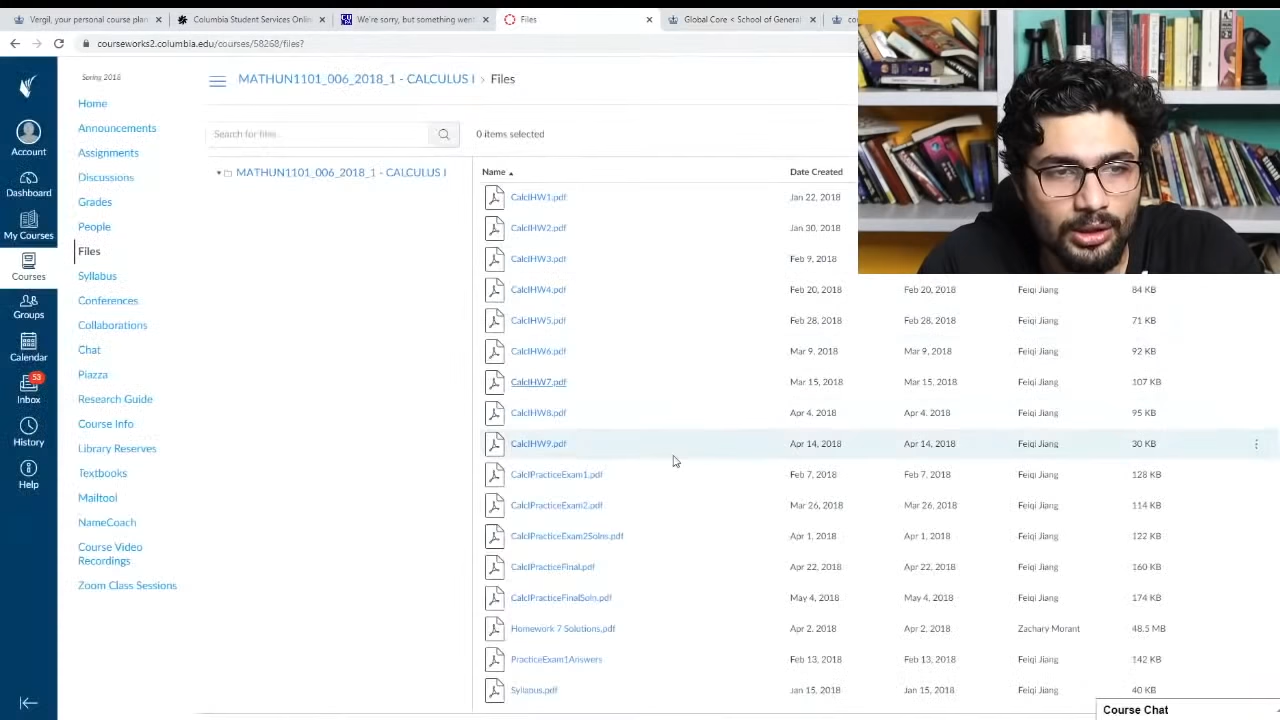 Vergil, your personal course plan
Columbia Student Services Online
We're sorry, but something went
Files
Global Core < School of General
courseworks2.columbia.edu/courses/58268/files?
Spring 2018
MATHUN1101_006_2018_1 - CALCULUS I > Files
Account
Dashboard
My Courses
Courses
Groups
Calendar
53
Inbox
History
Help
Home
Announcements
Assignments
Discussions
Grades
People
Files
Syllabus
Conferences
Collaborations
Chat
Piazza
Research Guide
Course Info
Library Reserves
Textbooks
Mailtool
NameCoach
Course Video
Recordings
Zoom Class Sessions
Search for files...
0 items selected
MATHUN1101_006_2018_1 - CALCULUS I
Name Date Created
CalcIHW1.pdf Jan 22, 2018
CalcIHW2.pdf Jan 30, 2018
CalcIHW3.pdf Feb 9, 2018
CalcIHW4.pdf Feb 20, 2018 Feb 20, 2018 Feiqi Jiang 84 KB
CalcIHW5.pdf Feb 28, 2018 Feb 28, 2018 Feiqi Jiang 71 KB
CalcIHW6.pdf Mar 9, 2018 Mar 9, 2018 Feiqi Jiang 92 KB
CalcIHW7.pdf Mar 15, 2018 Mar 15, 2018 Feiqi Jiang 107 KB
CalcIHW8.pdf Apr 4, 2018 Apr 4, 2018 Feiqi Jiang 95 KB
CalcIHW9.pdf Apr 14, 2018 Apr 14, 2018 Feiqi Jiang 30 KB
CalcIPracticeExam1.pdf Feb 7, 2018 Feb 7, 2018 Feiqi Jiang 128 KB
CalcIPracticeExam2.pdf Mar 26, 2018 Mar 26, 2018 Feiqi Jiang 114 KB
CalcIPracticeExam2Solns.pdf Apr 1, 2018 Apr 1, 2018 Feiqi Jiang 122 KB
CalcIPracticeFinal.pdf Apr 22, 2018 Apr 22, 2018 Feiqi Jiang 160 KB
CalcIPracticeFinalSoln.pdf May 4, 2018 May 4, 2018 Feiqi Jiang 174 KB
Homework 7 Solutions.pdf Apr 2, 2018 Apr 2, 2018 Zachary Morant 48.5 MB
PracticeExam1Answers Feb 13, 2018 Feb 13, 2018 Feiqi Jiang 142 KB
Syllabus.pdf Jan 15, 2018 Jan 15, 2018 Feiqi Jiang 40 KB
Course Chat